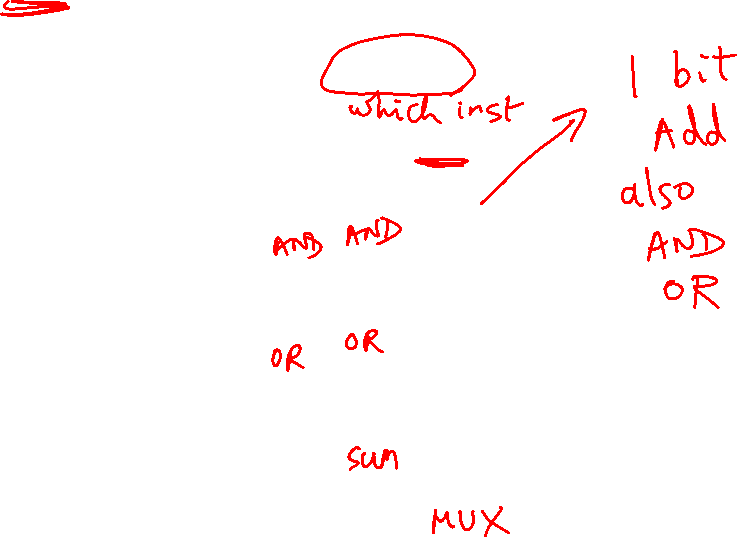 which inst
1 bit
Add
also
AND
OR
AND AND
OR OR
sum
MUX